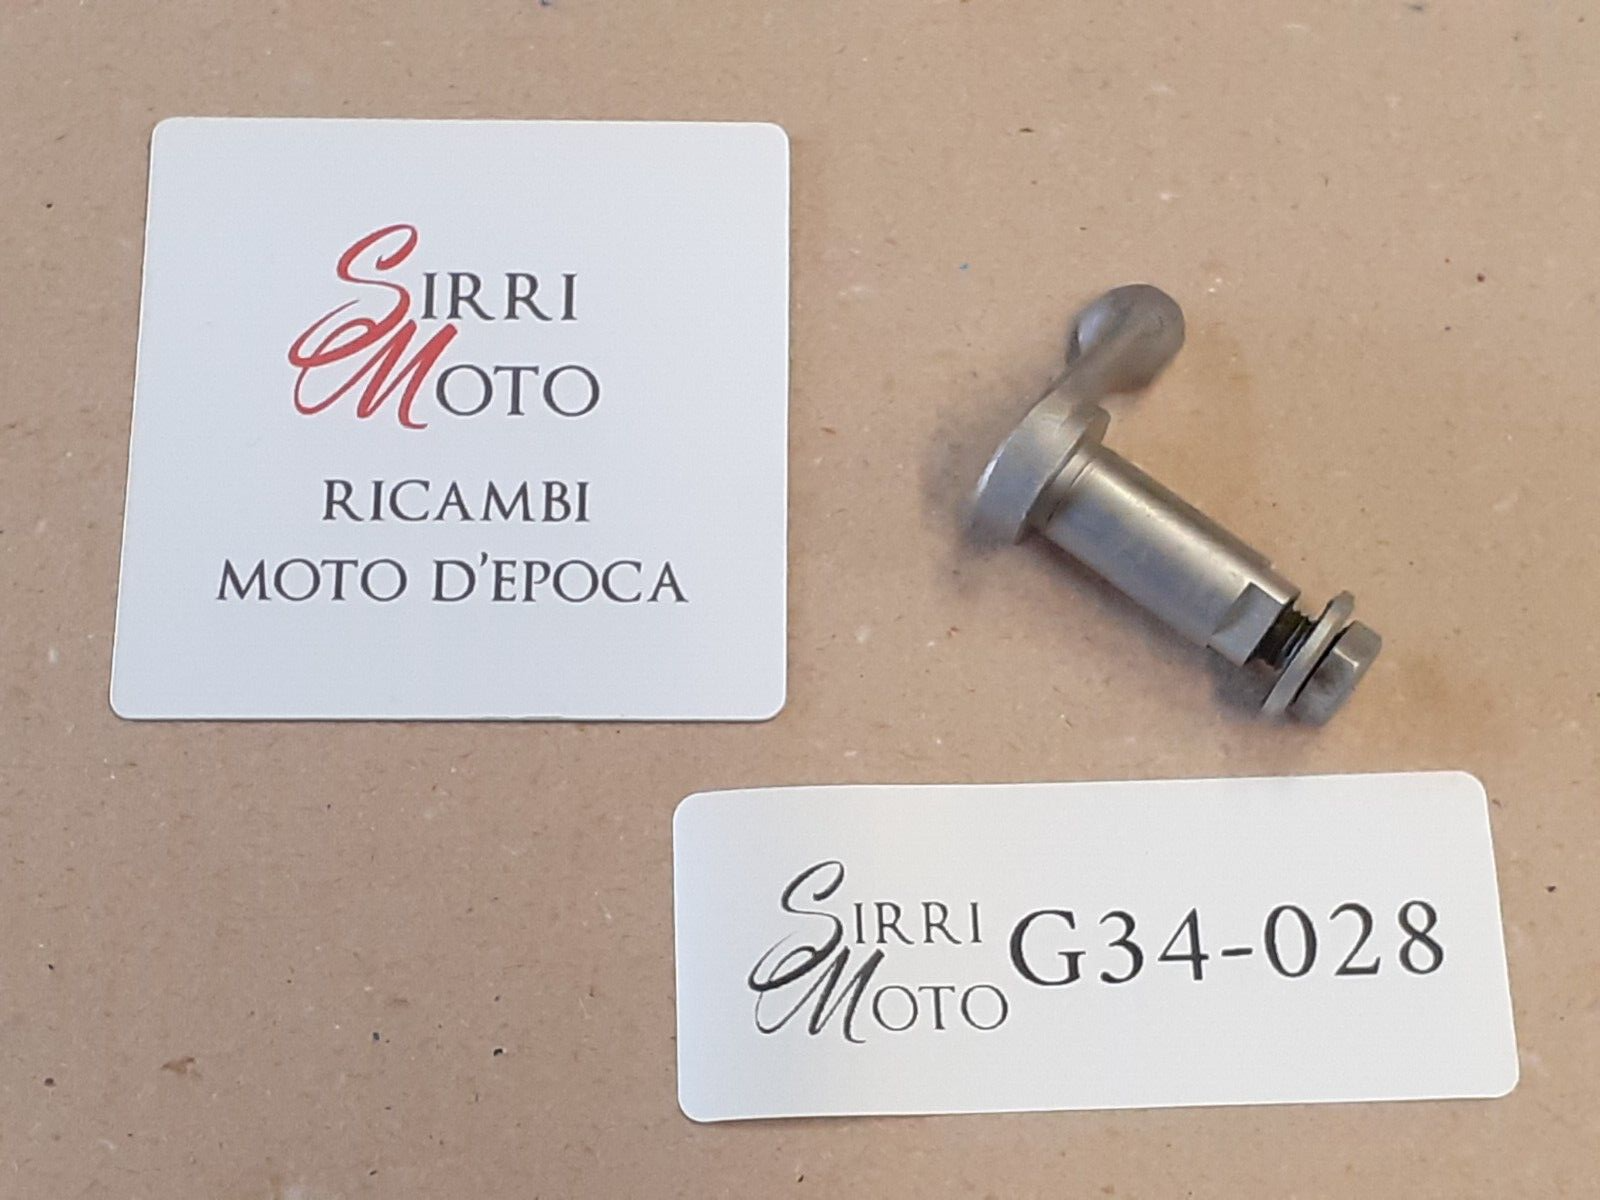 SIRRI
MOTO
RICAMBI
MOTO D'EPOCA
SIRRI
MOTO
G34-028